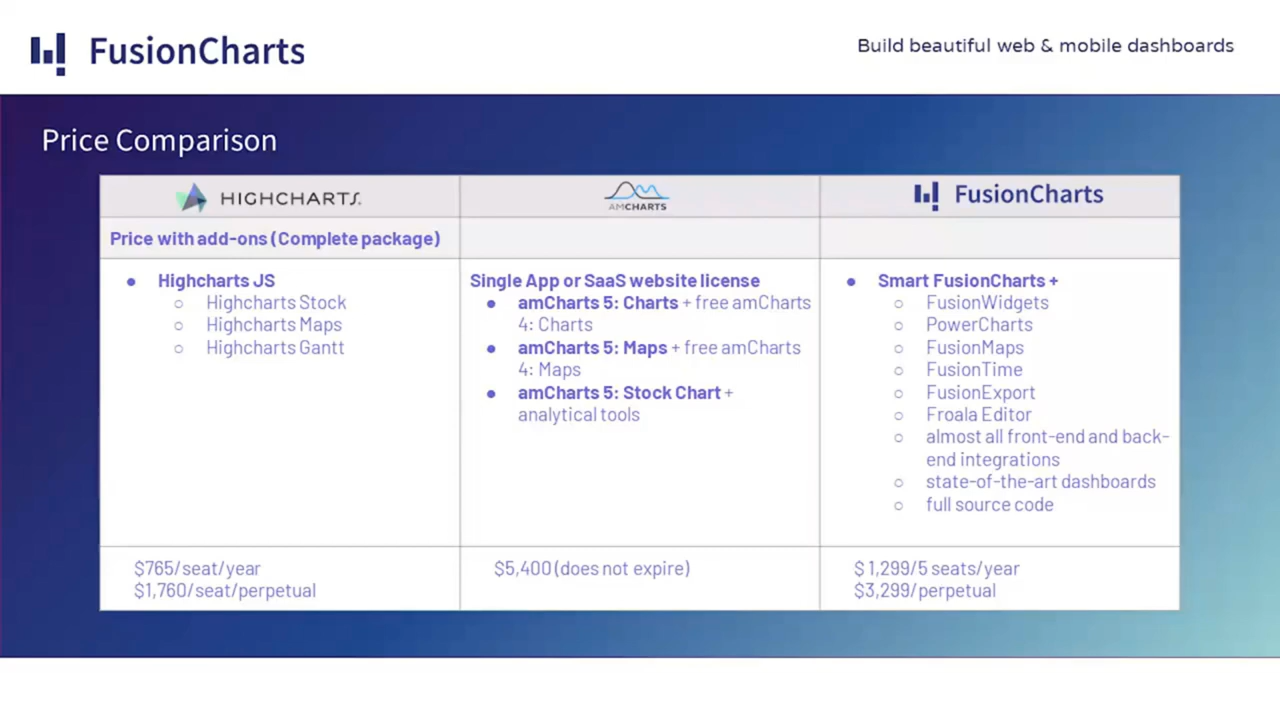 FusionCharts
Build beautiful web & mobile dashboards
Price Comparison
HIGHCHARTS
AMCHARTS
FusionCharts
Price with add-ons (Complete package)
● Highcharts JS
○ Highcharts Stock
○ Highcharts Maps
○ Highcharts Gantt
Single App or SaaS website license
● amCharts 5: Charts + free amCharts
4: Charts
● amCharts 5: Maps + free amCharts
4: Maps
● amCharts 5: Stock Chart +
analytical tools
● Smart FusionCharts +
○ FusionWidgets
○ PowerCharts
○ FusionMaps
○ FusionTime
○ FusionExport
○ Froala Editor
○ almost all front-end and back-
end integrations
○ state-of-the-art dashboards
○ full source code
$765/seat/year
$1,760/seat/perpetual
$5,400 (does not expire)
$ 1,299/5 seats/year
$3,299/perpetual